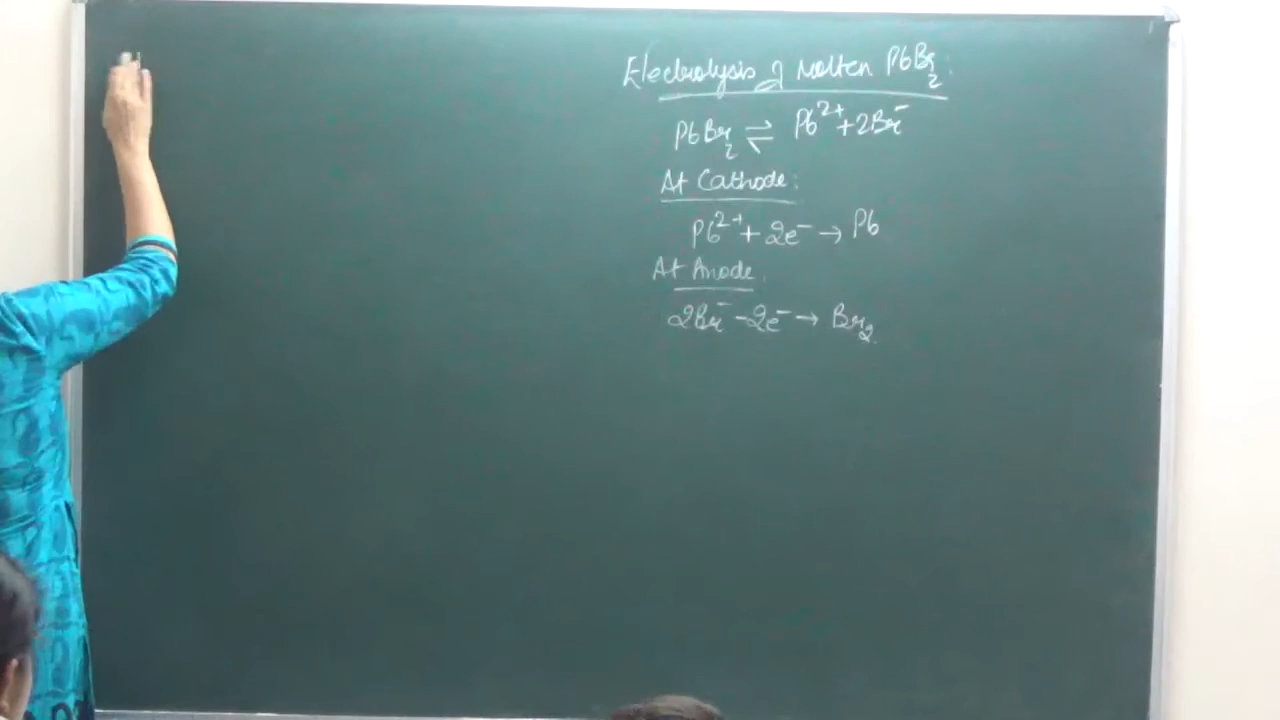 Electrolysis of Molten PbBr₂:
PbBr₂ ⇌ Pb²⁺ + 2Br⁻
At Cathode:
Pb²⁺ + 2e⁻ → Pb
At Anode.
2Br⁻ - 2e⁻ → Br₂